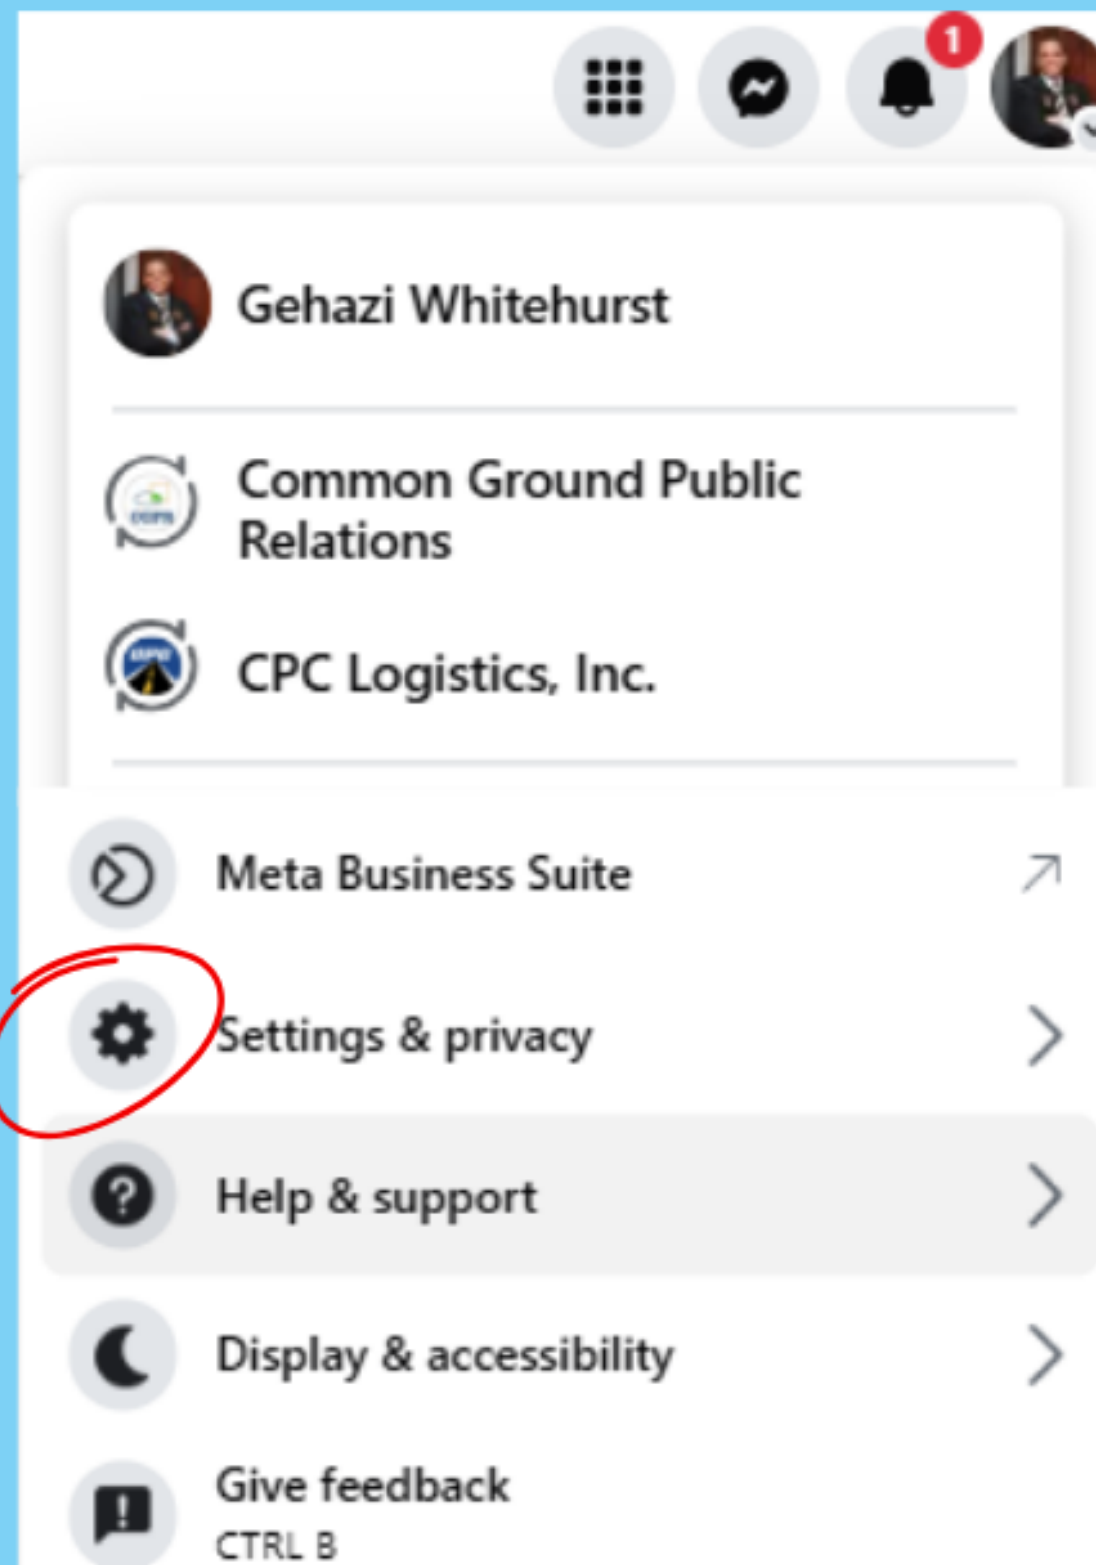 1
Gehazi Whitehurst
Common Ground Public
Relations
CPC Logistics, Inc.
Meta Business Suite
Settings & privacy
Help & support
Display & accessibility
Give feedback
CTRL B